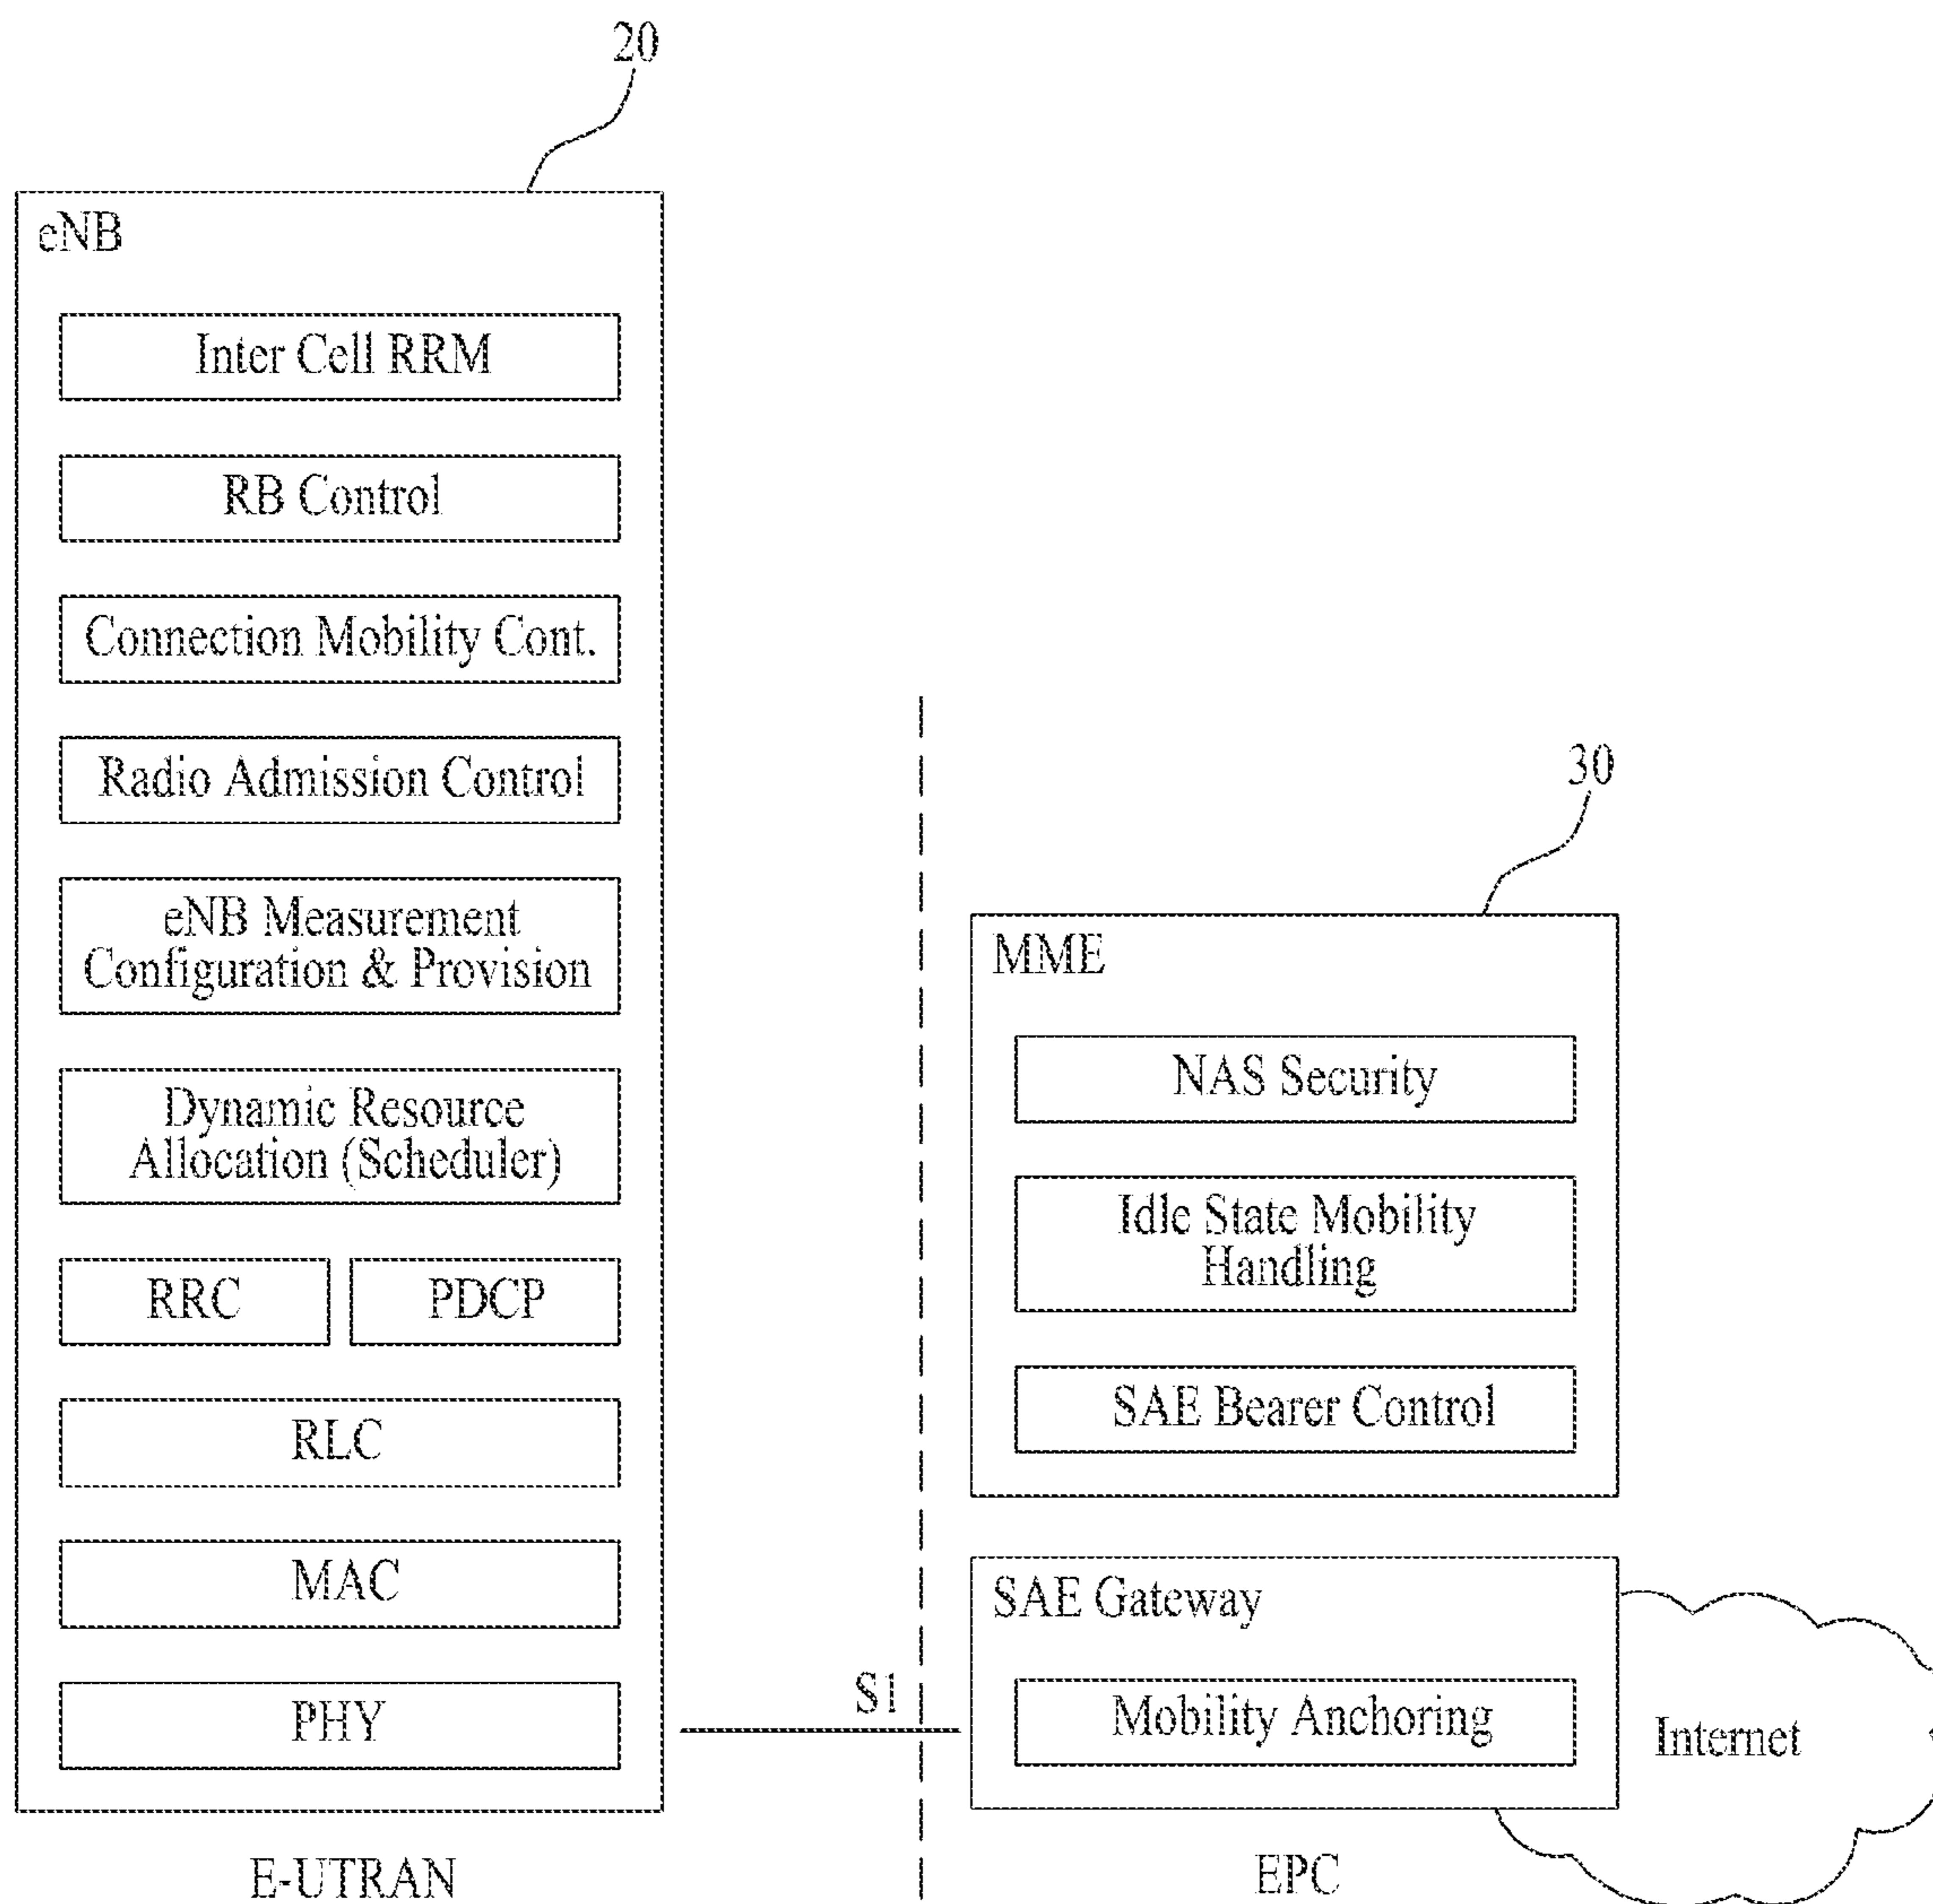 20
eNB
Inter Cell RRM
RB Control
Connection Mobility Cont.
Radio Admission Control
eNB Measurement
Configuration & Provision
Dynamic Resource
Allocation (Scheduler)
RRC
PDCP
RLC
MAC
PHY
E-UTRAN
S1
30
MME
NAS Security
Idle State Mobility
Handling
SAE Bearer Control
SAE Gateway
Mobility Anchoring
Internet
EPC